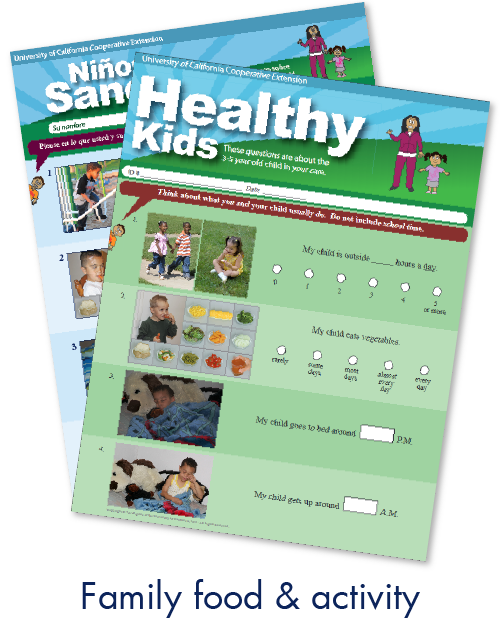 University of California Cooperative Extension
Niño
San
Su nombre
Piense en lo que usted y su
1
2
3
University of California Cooperative Extension
Healthy
Kids
These questions are about the
3-5 year old child in your care.
ID # Date
Think about what you and your child usually do. Do not include school time.
1.
My child is outside _____ hours a day.
0 1 2 3 4 5
or more
2.
My child eats vegetables.
rarely some days most days almost every day every day
3.
My child goes to bed around P.M.
4.
My child gets up around A.M.
Family food & activity